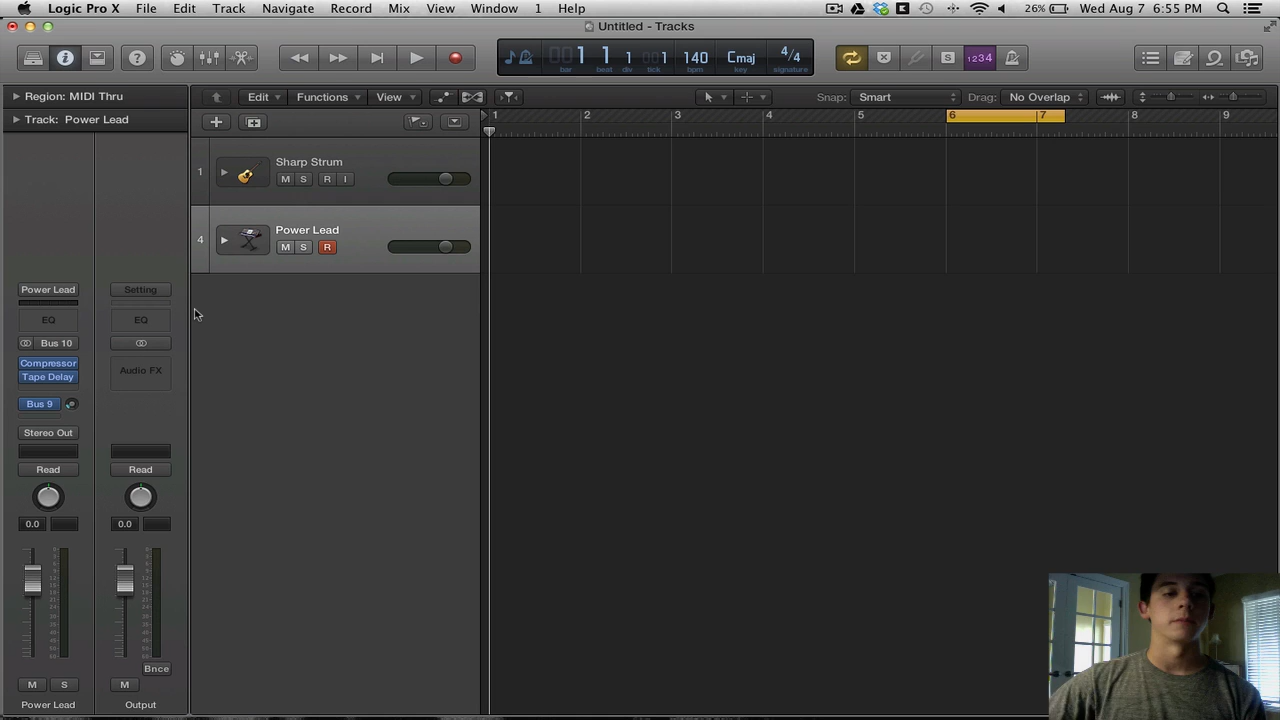 Logic Pro X File Edit Track Navigate Record Mix View Window 1 Help 26% Wed Aug 7 6:55 PM
Untitled - Tracks
1 1 1 1 140 Cmaj 4/4
bar beat div tick bpm key signature
1234
Region: MIDI Thru
Edit Functions View Snap: Smart Drag: No Overlap
Track: Power Lead
1 2 3 4 5 6 7 8 9
1 Sharp Strum
M S R I
4 Power Lead
M S R
Power Lead Setting
EQ EQ
Bus 10
Compressor
Audio FX
Tape Delay
Bus 9
Stereo Out
Read Read
0.0 0.0
Bnce
M S M
Power Lead Output